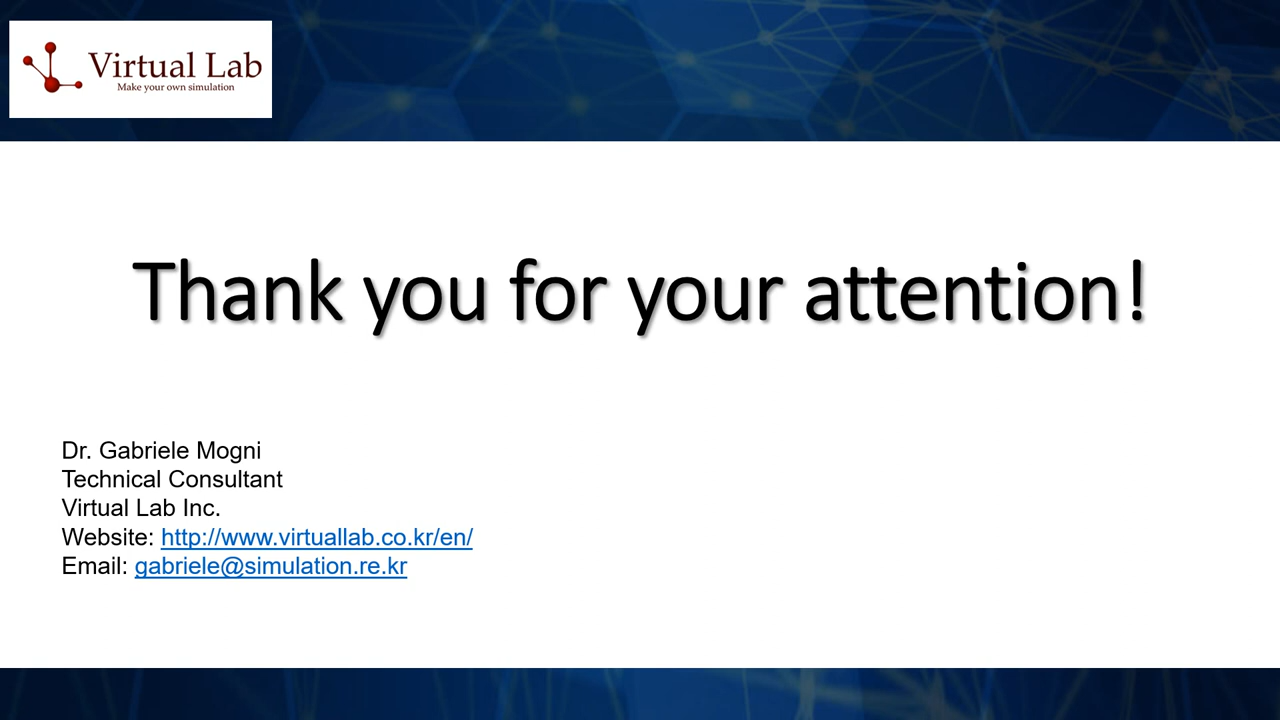 Virtual Lab
Make your own simulation
Thank you for your attention!
Dr. Gabriele Mogni
Technical Consultant
Virtual Lab Inc.
Website: http://www.virtuallab.co.kr/en/
Email: gabriele@simulation.re.kr